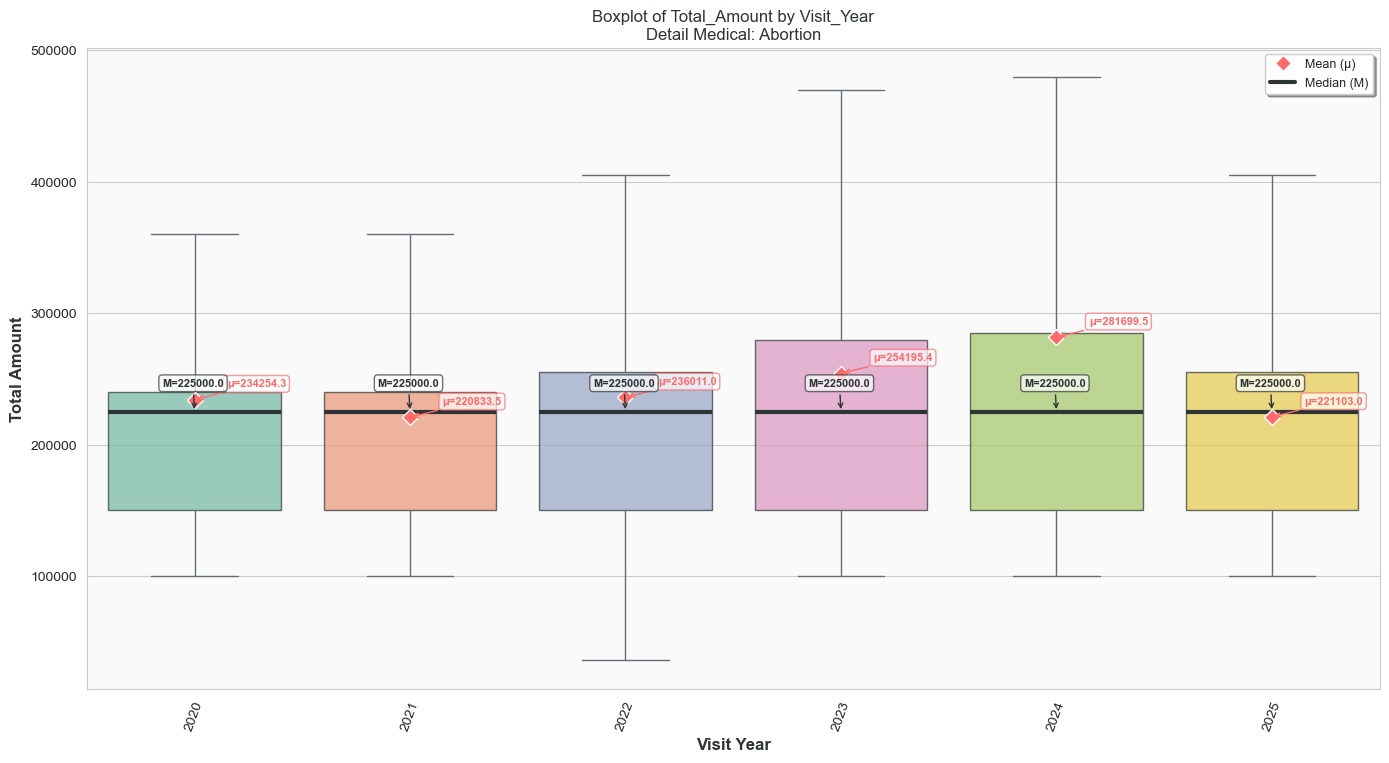 Boxplot of Total_Amount by Visit_Year
Detail Medical: Abortion
Mean (μ)
Median (M)
Total Amount
500000
400000
300000
200000
100000
M=225000.0
μ=234254.3
M=225000.0
μ=220833.5
M=225000.0
μ=236011.0
M=225000.0
μ=254195.4
M=225000.0
μ=281699.5
M=225000.0
μ=221103.0
2020
2021
2022
2023
2024
2025
Visit Year